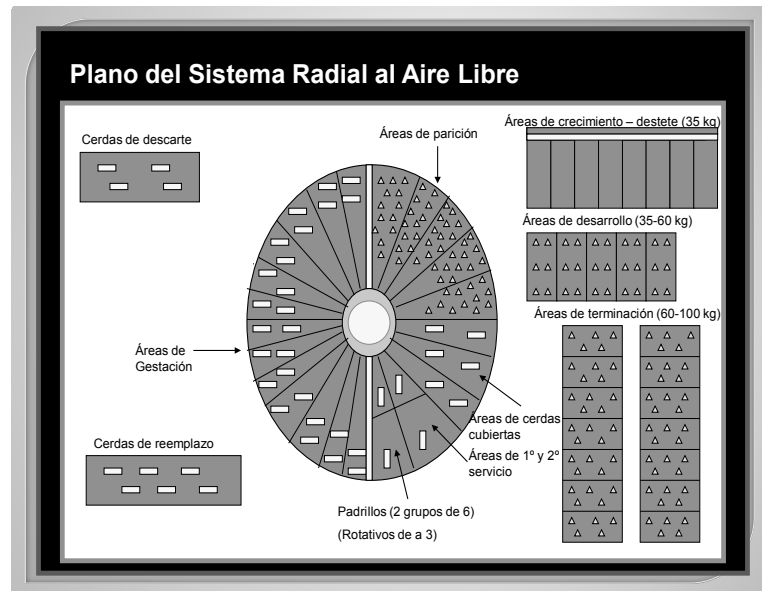 Plano del Sistema Radial al Aire Libre
Cerdas de descarte
Áreas de parición
Áreas de crecimiento – destete (35 kg)
Áreas de desarrollo (35-60 kg)
Áreas de terminación (60-100 kg)
Áreas de
Gestación
Áreas de cerdas
cubiertas
Áreas de 1º y 2º
servicio
Cerdas de reemplazo
Padrillos (2 grupos de 6)
(Rotativos de a 3)